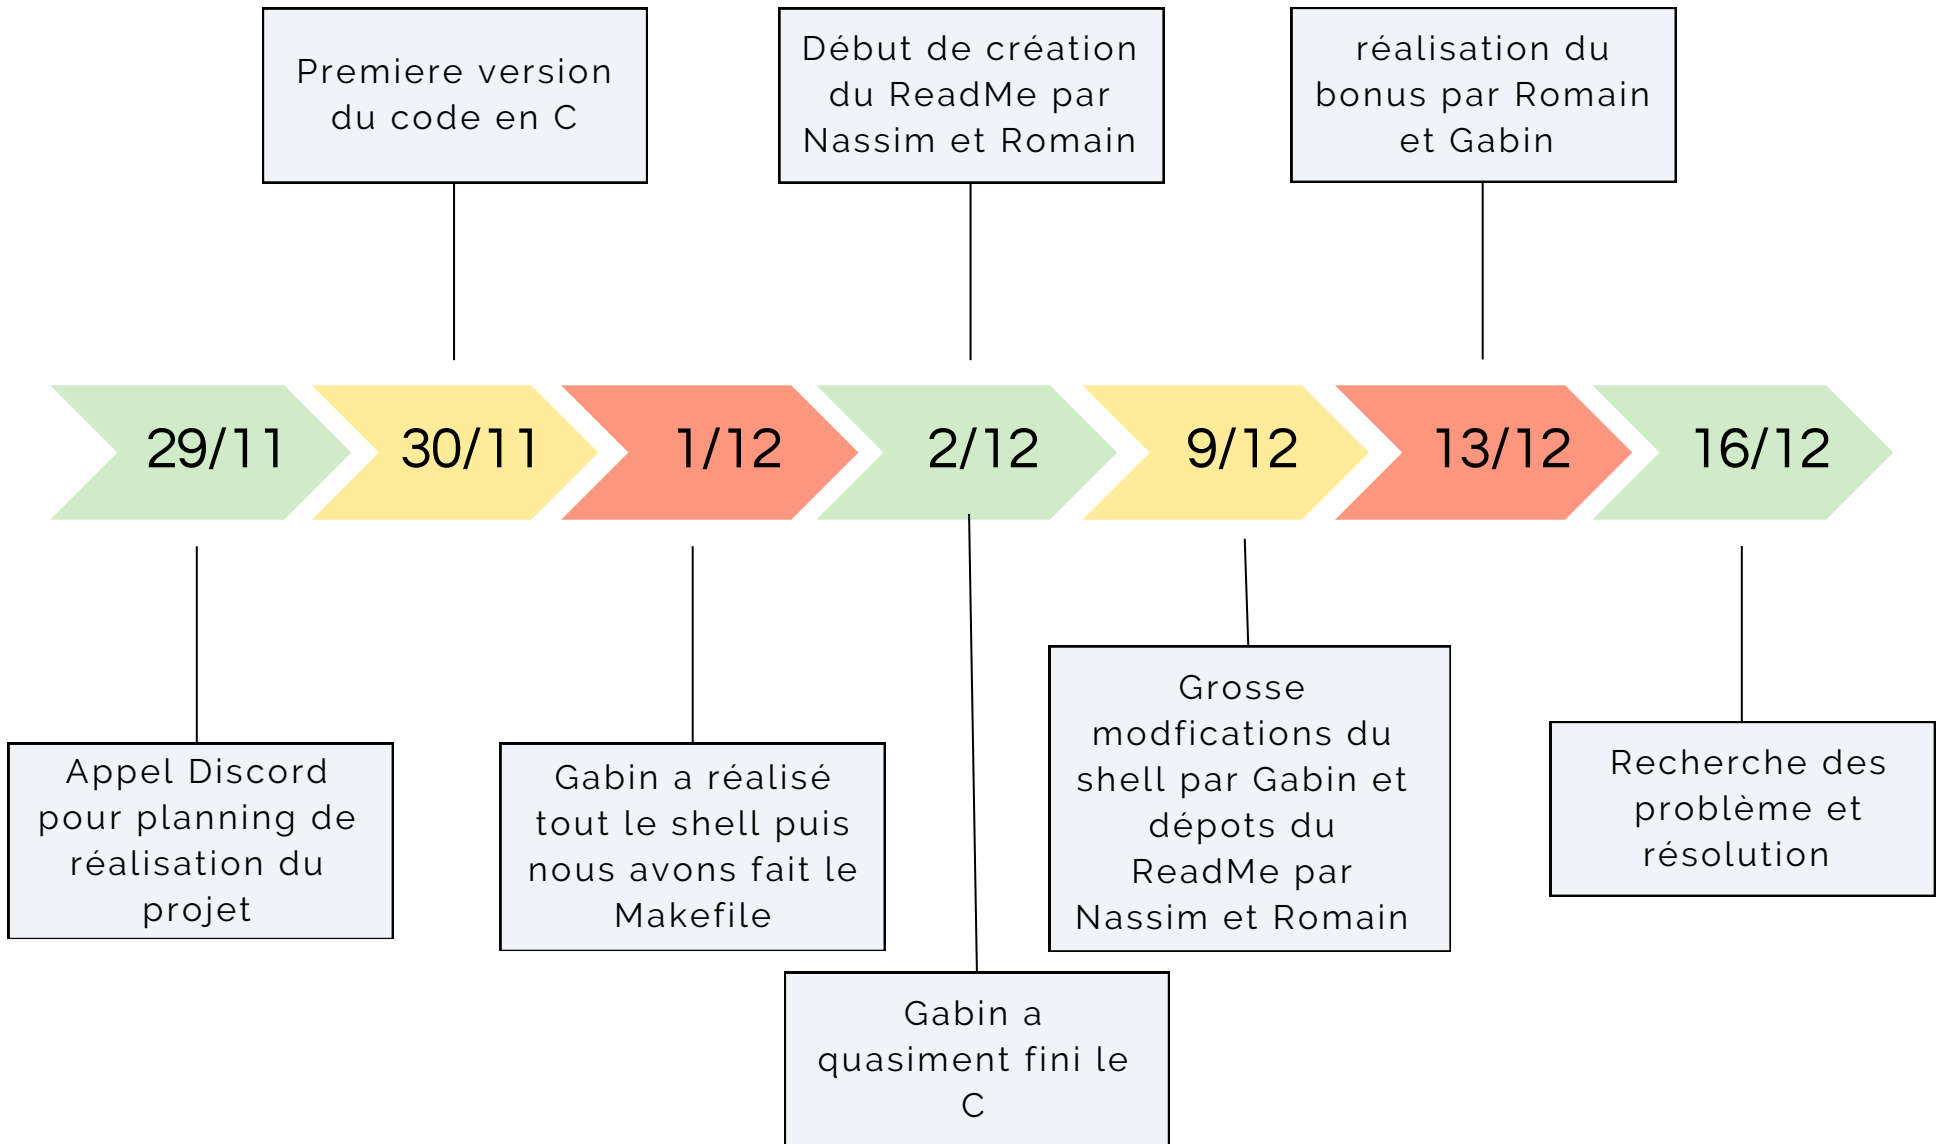 Premiere version
du code en C
Début de création
du ReadMe par
Nassim et Romain
réalisation du
bonus par Romain
et Gabin
29/11
30/11
1/12
2/12
9/12
13/12
16/12
Appel Discord
pour planning de
réalisation du
projet
Gabin a réalisé
tout le shell puis
nous avons fait le
Makefile
Gabin a
quasiment fini le
C
Grosse
modfications du
shell par Gabin et
dépots du
ReadMe par
Nassim et Romain
Recherche des
problème et
résolution